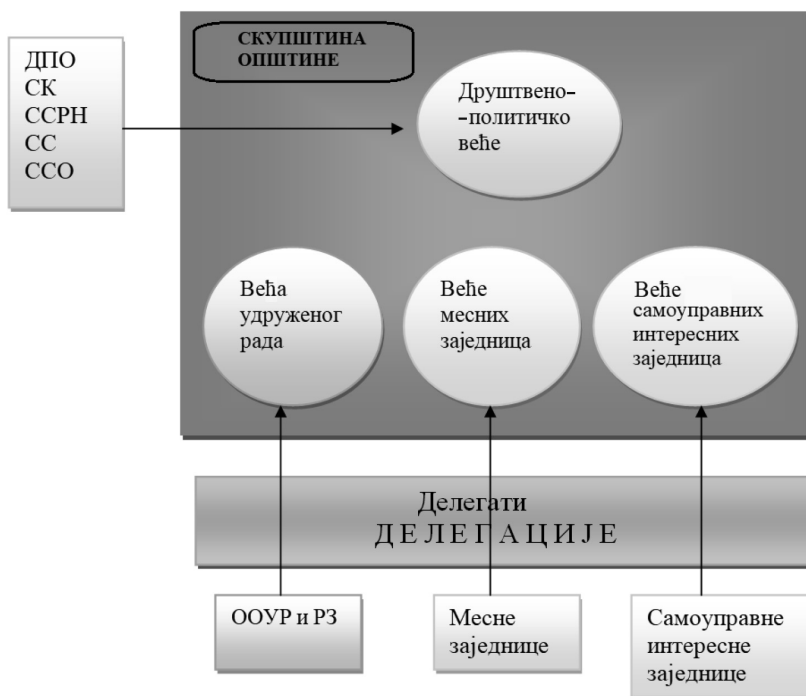 ДПО
СК
ССРН
СС
ССО
СКУПШТИНА
ОПШТИНЕ
Друштвено-
-политичко
веће
Већа
удруженог
рада
Веће
месних
заједница
Веће
самоуправних
интересних
заједница
Делегати
ДЕЛЕГАЦИЈЕ
ООУР и РЗ
Месне
заједнице
Самоуправне
интересне
заједнице